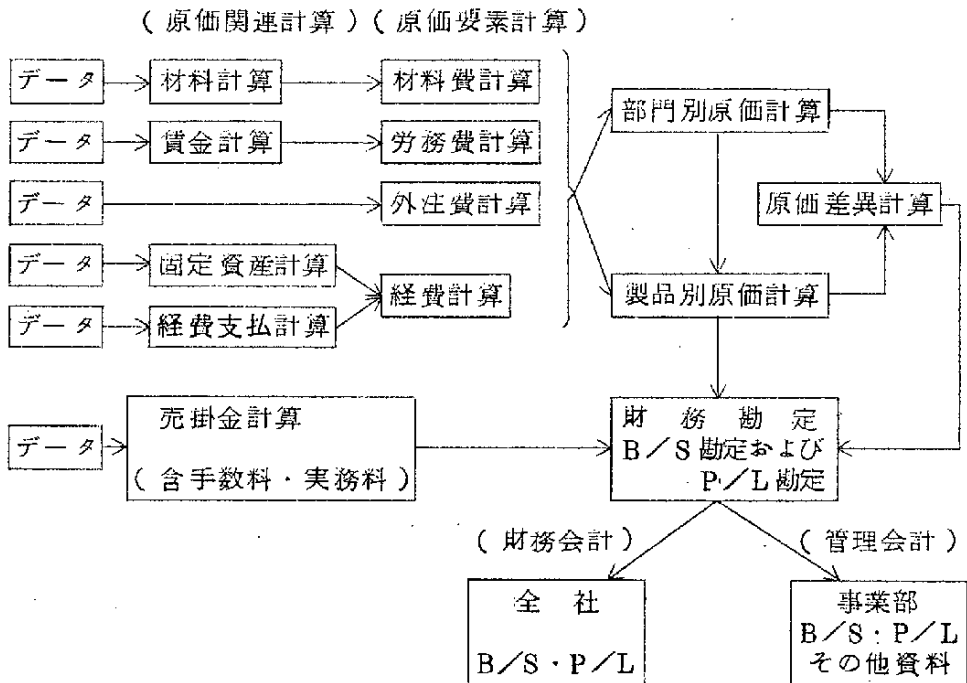 (原価関連計算)(原価要素計算)
データ 材料計算 材料費計算
部門別原価計算
データ 賃金計算 労務費計算
データ 外注費計算 原価差異計算
データ 固定資産計算
経費計算 製品別原価計算
データ 経費支払計算
売掛金計算
データ
(含手数料・実務料)
財務勘定
B/S勘定および
P/L勘定
(財務会計) (管理会計)
全社
B/S・P/L
事業部
B/S・P/L
その他資料